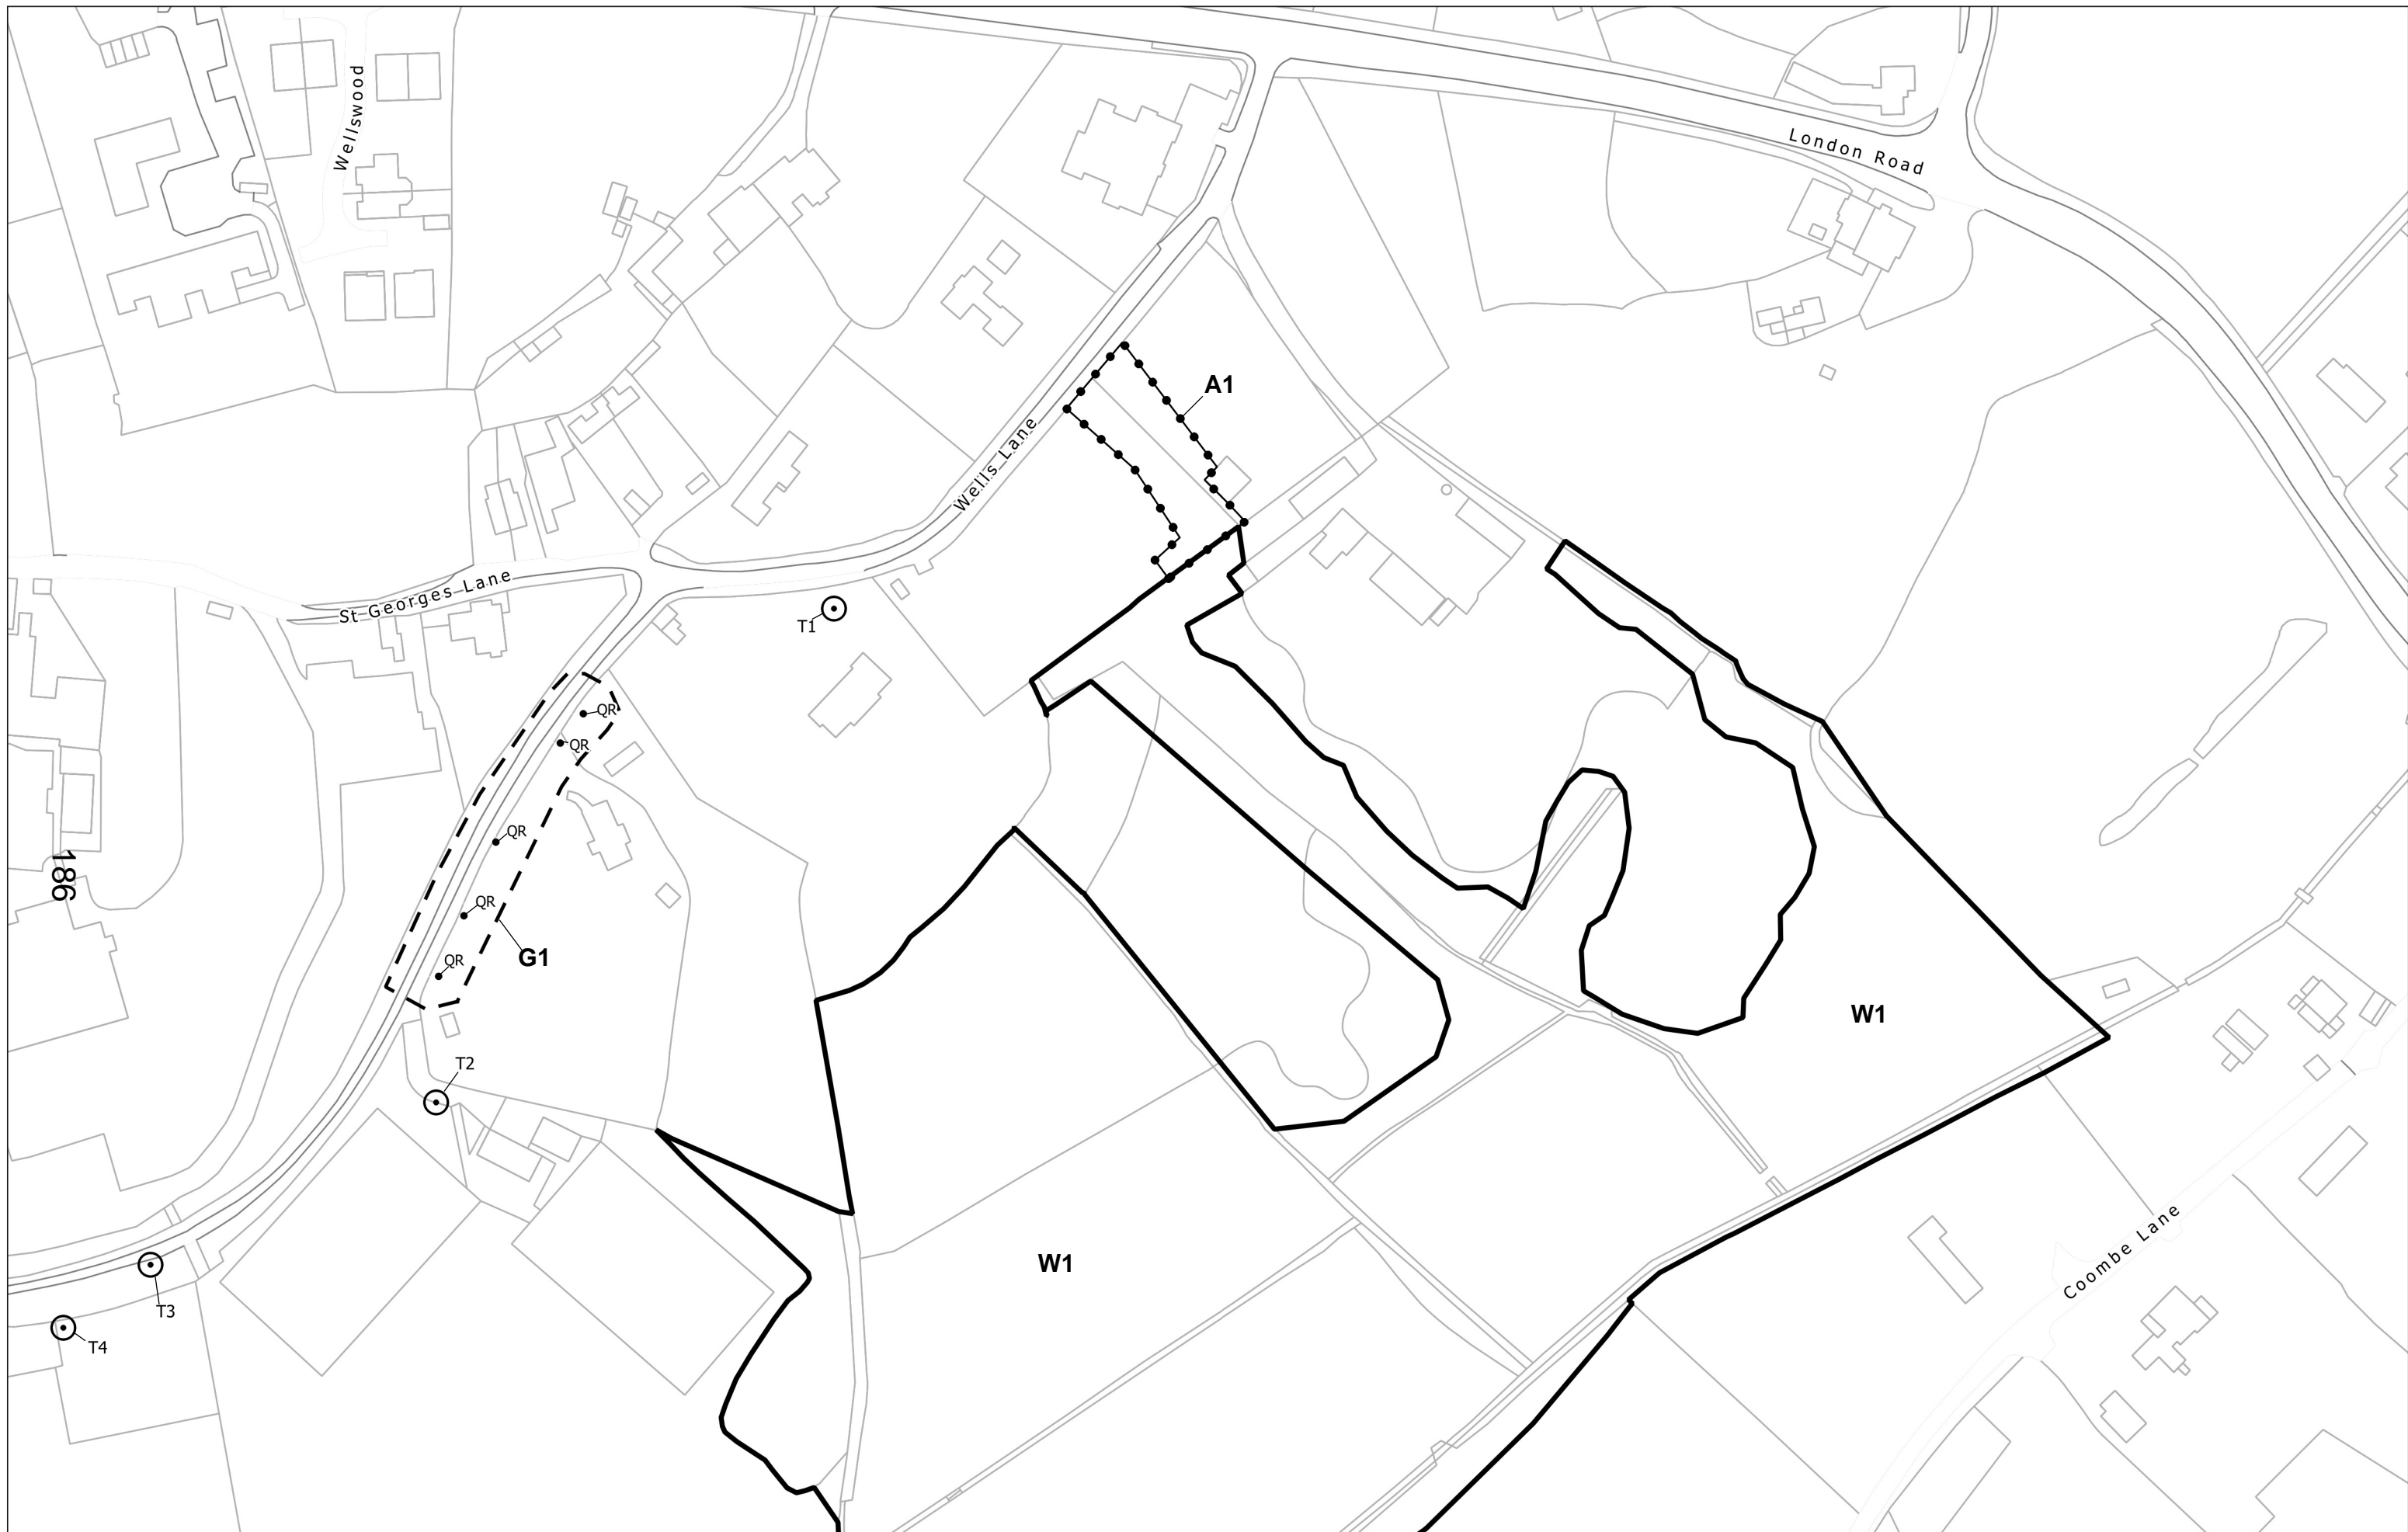 Wellswood
London Road
A1
Wells Lane
St Georges Lane
T1
QR
QR
QR
186
QR
G1
QR
W1
T2
Coombe Lane
W1
T3
T4